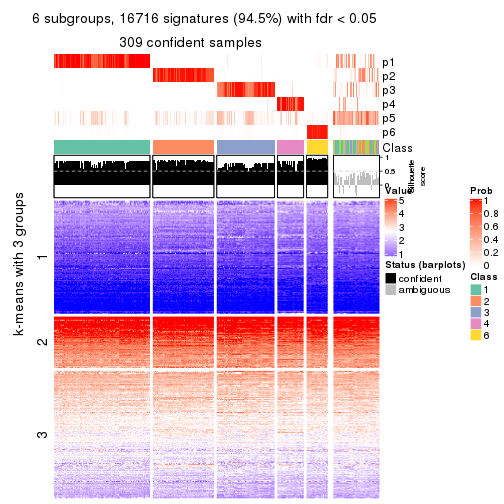 6 subgroups, 16716 signatures (94.5%) with fdr < 0.05
309 confident samples
p1
p2
p3
p4
p5
p6
Class
1
0.5
0
Silhouette
score
k-means with 3 groups
1
2
3
Value
5
4
3
2
1
Status (barplots)
confident
ambiguous
Prob
1
0.8
0.6
0.4
0.2
0
Class
1
2
3
4
6